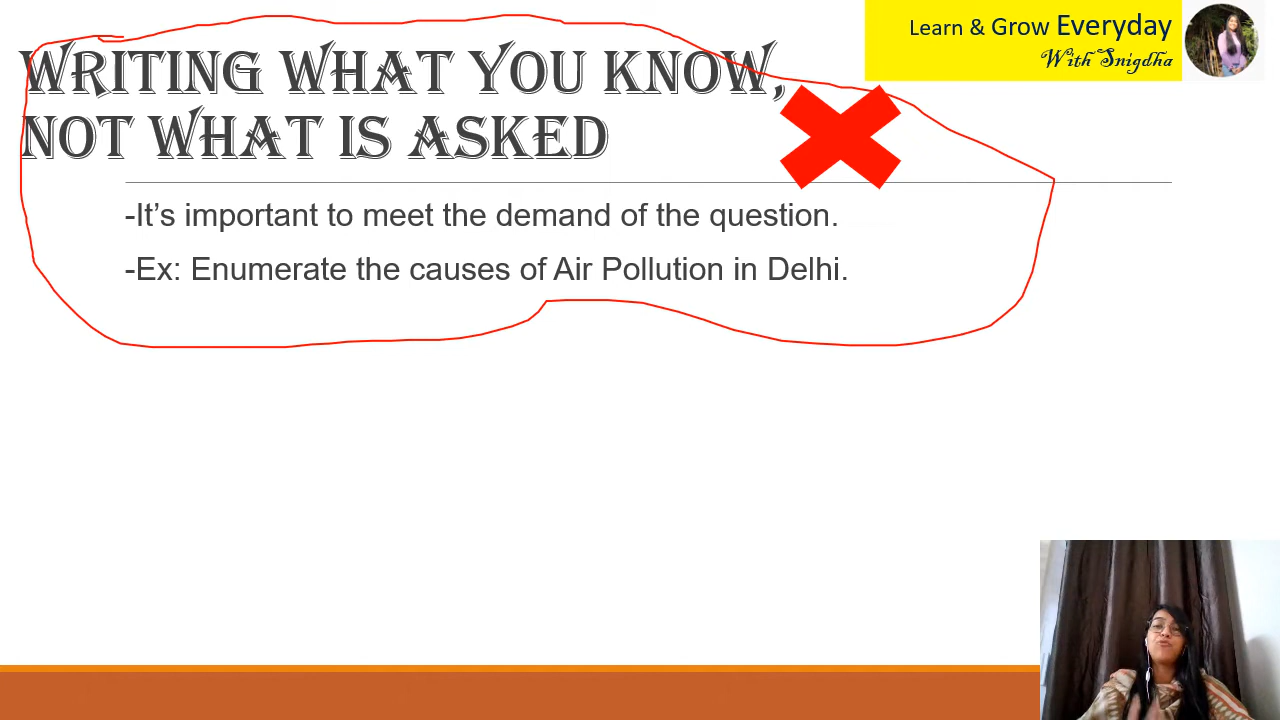 Learn & Grow Everyday
With Snigdha
WRITING WHAT YOU KNOW,
NOT WHAT IS ASKED
-It’s important to meet the demand of the question.
-Ex: Enumerate the causes of Air Pollution in Delhi.